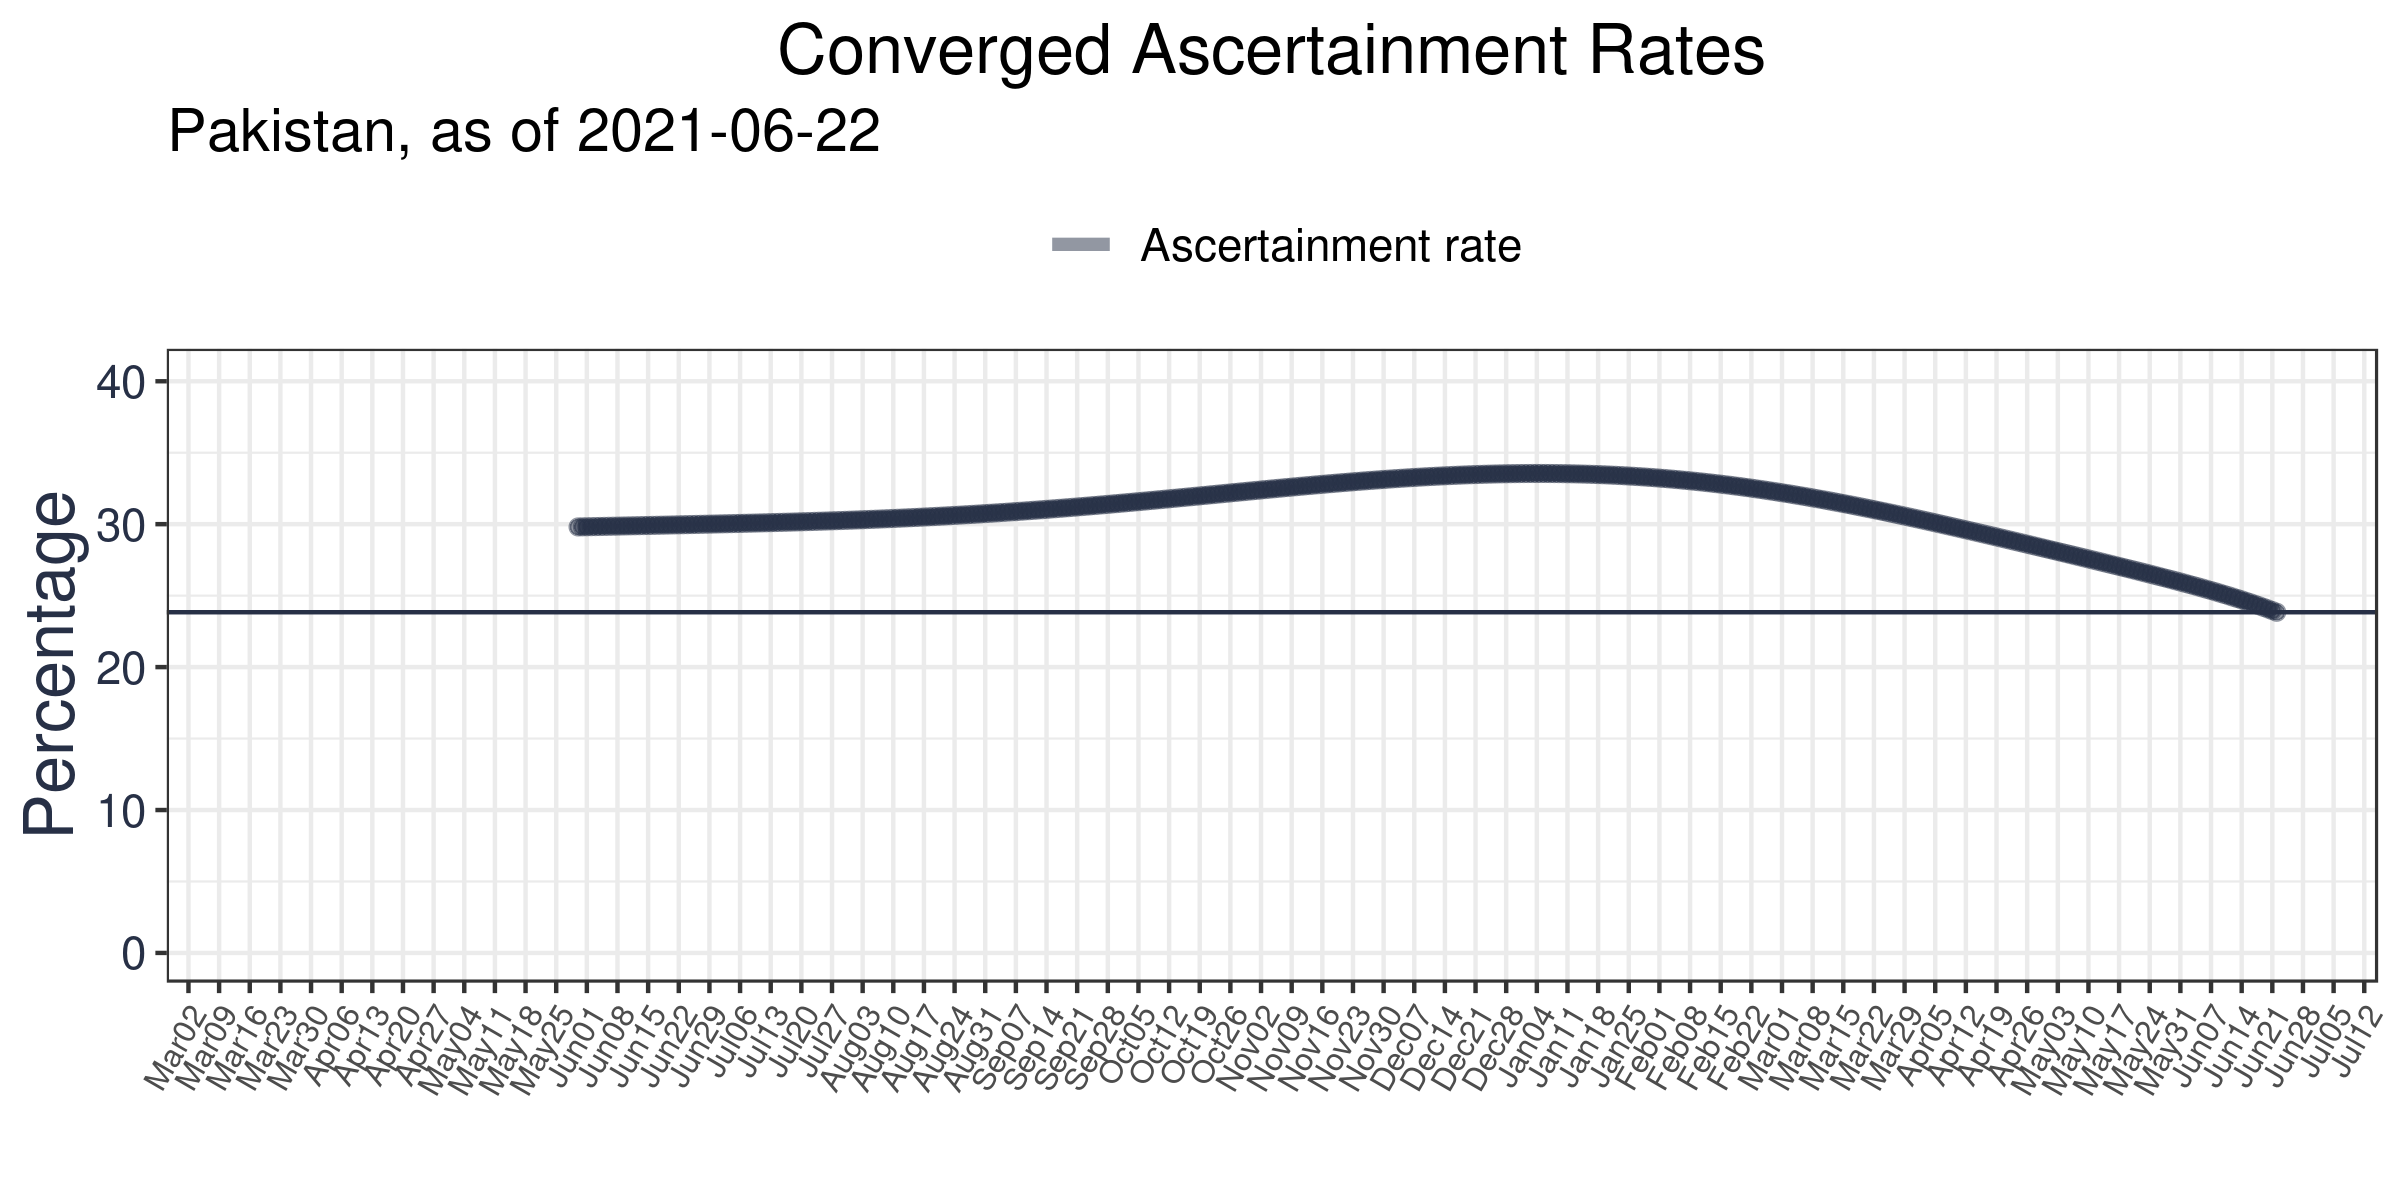 Converged Ascertainment Rates
Pakistan, as of 2021-06-22
Ascertainment rate
Percentage
40
30
20
10
0
Mar02
Mar09
Mar16
Mar23
Mar30
Apr06
Apr13
Apr20
Apr27
May04
May11
May18
May25
Jun01
Jun08
Jun15
Jun22
Jun29
Jul06
Jul13
Jul20
Jul27
Aug03
Aug10
Aug17
Aug24
Aug31
Sep07
Sep14
Sep21
Sep28
Oct05
Oct12
Oct19
Oct26
Nov02
Nov09
Nov16
Nov23
Nov30
Dec07
Dec14
Dec21
Dec28
Jan04
Jan11
Jan18
Jan25
Feb01
Feb08
Feb15
Feb22
Mar01
Mar08
Mar15
Mar22
Mar29
Apr05
Apr12
Apr19
Apr26
May03
May10
May17
May24
May31
Jun07
Jun14
Jun21
Jun28
Jul05
Jul12